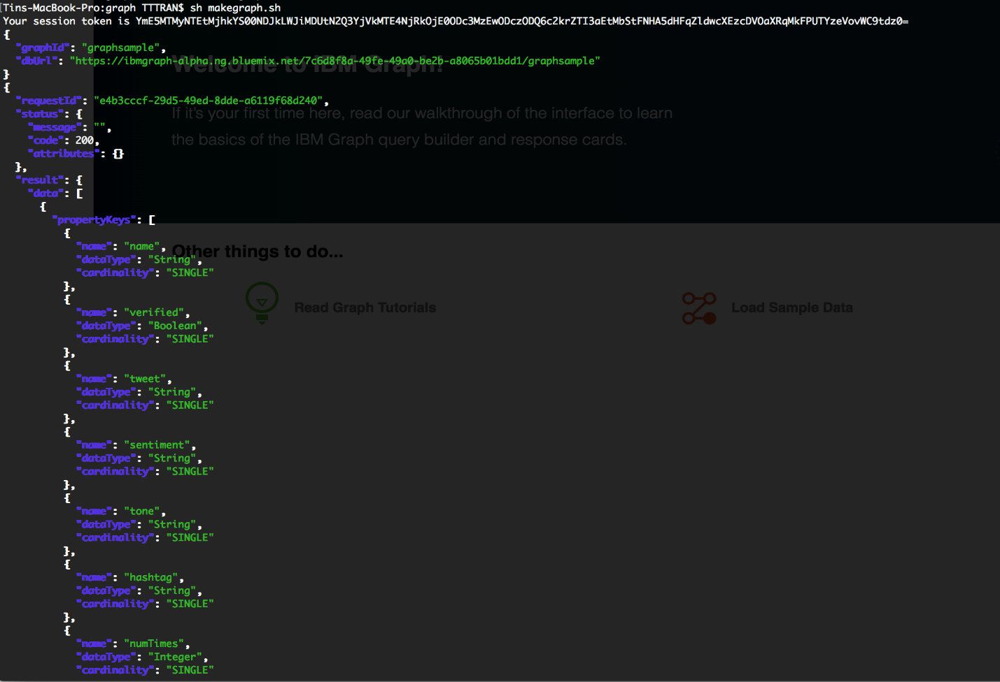 [Tins-MacBook-Pro:graph TTTRAN$ sh makegraph.sh
Your session token is YmE5MTMyNTEtMjhkYS00NDJkLWJiMDUtN2Q3YjVkMTE4NjRkOjE0ODc3MzEwODczODQ6c2krZTI3aEtMbStFNHA5dHFqZldwcXEzcDVOaXRqMkFPUTYzeVovWC9tdz0=
{
"graphId": "graphsample",
"dbUrl": "https://ibmgraph-alpha.ng.bluemix.net/7c6d8f8a-49fe-49a0-be2b-a8065b01bdd1/graphsample"
}
{
"requestId": "e4b3cccf-29d5-49ed-8dde-a6119f68d240",
"status": {
"message": "",
"code": 200,
"attributes": {}
},
"result": {
"data": [
{
"propertyKeys": [
{
"name": "name",
"dataType": "String",
"cardinality": "SINGLE"
},
{
"name": "verified",
"dataType": "Boolean",
"cardinality": "SINGLE"
},
{
"name": "tweet",
"dataType": "String",
"cardinality": "SINGLE"
},
{
"name": "sentiment",
"dataType": "String",
"cardinality": "SINGLE"
},
{
"name": "tone",
"dataType": "String",
"cardinality": "SINGLE"
},
{
"name": "hashtag",
"dataType": "String",
"cardinality": "SINGLE"
},
{
"name": "numTimes",
"dataType": "Integer",
"cardinality": "SINGLE"
Welcome to IBM Graph!
If it's your first time here, read our walkthrough of the interface to learn
the basics of the IBM Graph query builder and response cards.
Other things to do...
Read Graph Tutorials
Load Sample Data